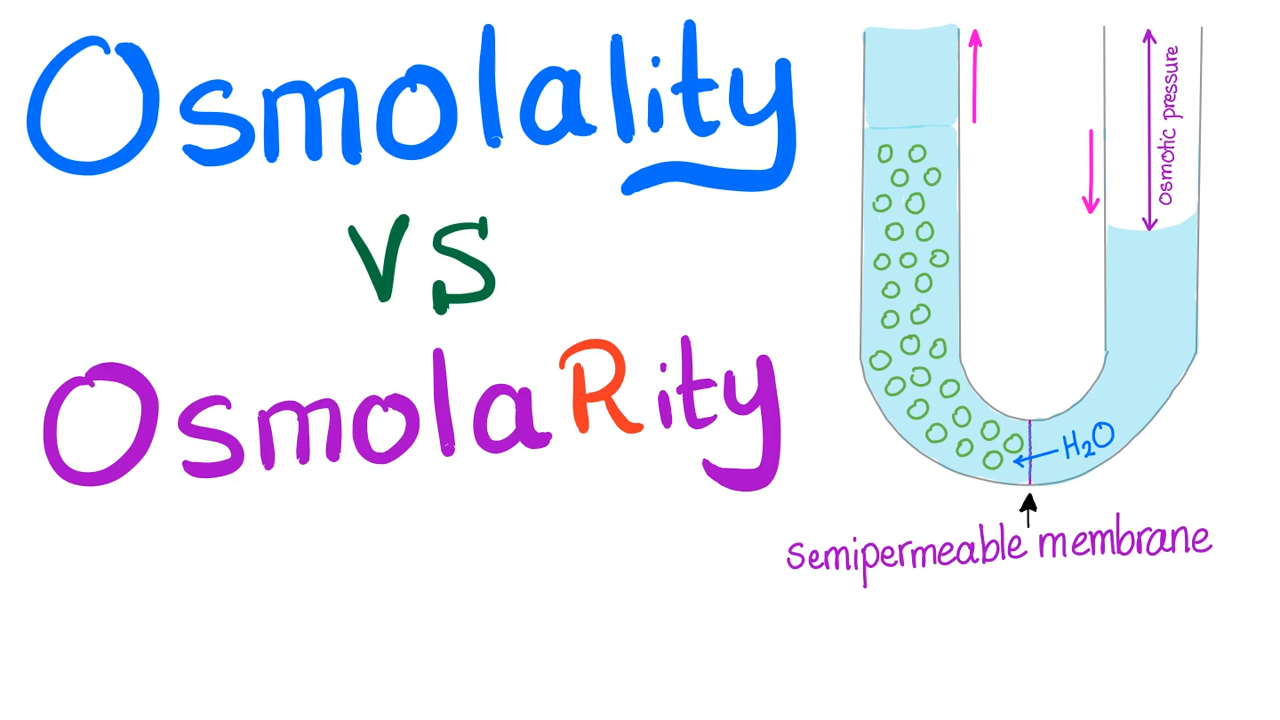 Osmolality
vs
OsmolaRity
Osmotic pressure
H₂O
semipermeable membrane